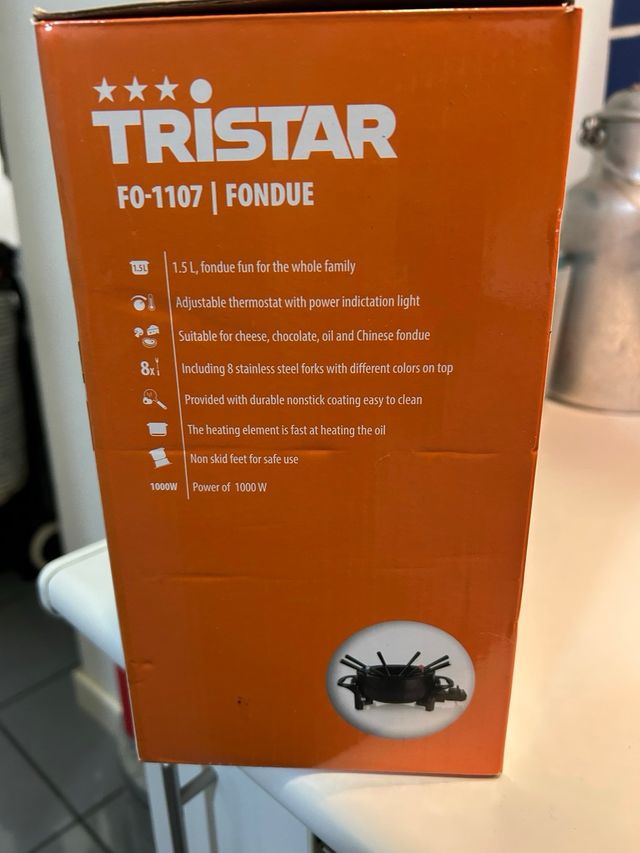 TRiSTAR
FO-1107 | FONDUE
1.5L 1.5 L, fondue fun for the whole family
Adjustable thermostat with power indictation light
Suitable for cheese, chocolate, oil and Chinese fondue
8x Including 8 stainless steel forks with different colors on top
Provided with durable nonstick coating easy to clean
The heating element is fast at heating the oil
Non skid feet for safe use
1000W Power of 1000 W